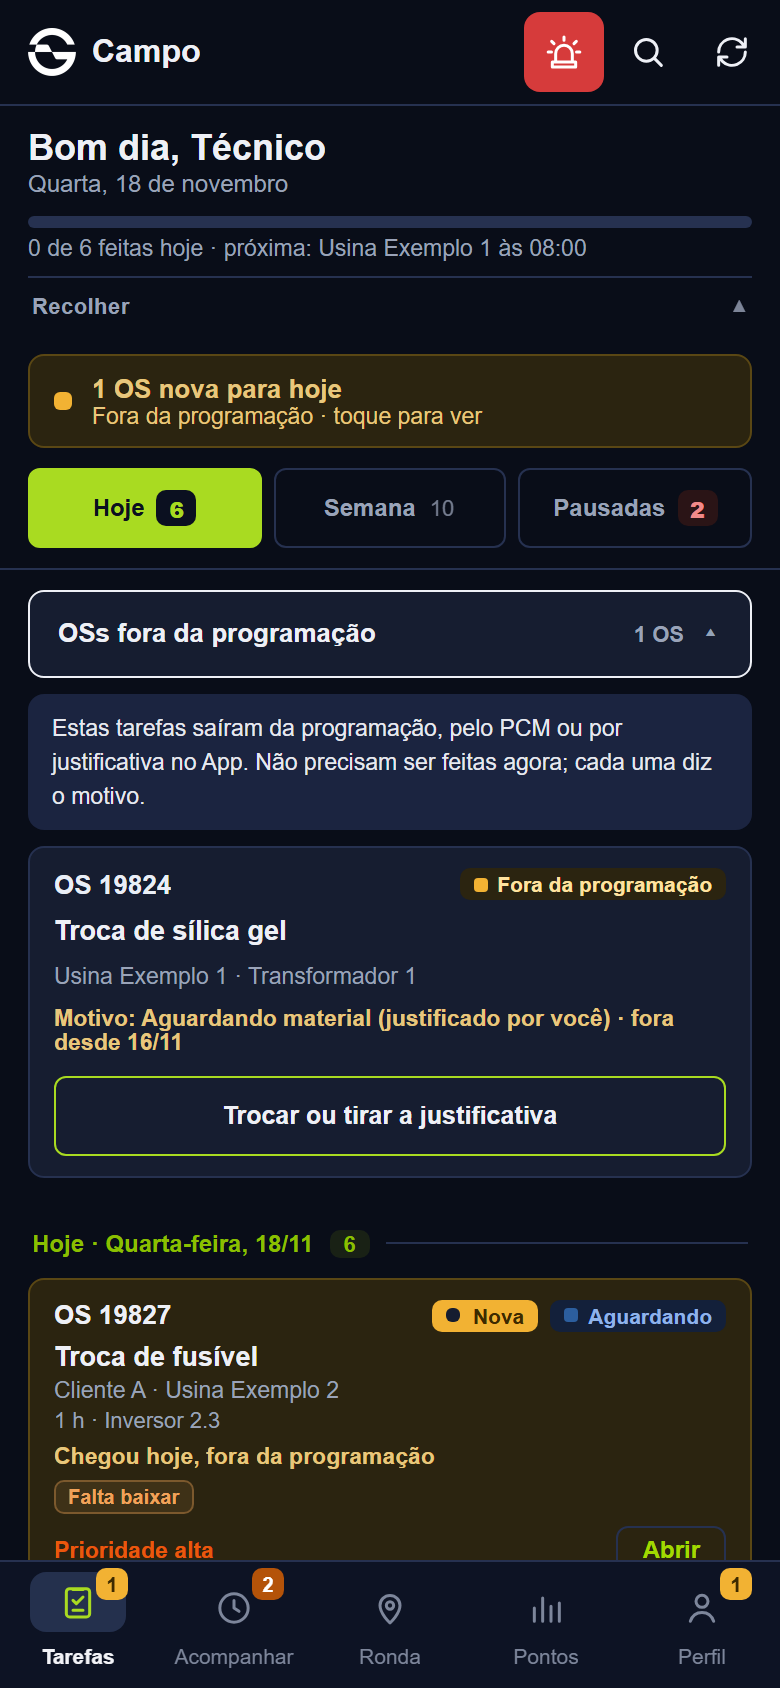 Campo
Bom dia, Técnico
Quarta, 18 de novembro
0 de 6 feitas hoje · próxima: Usina Exemplo 1 às 08:00
Recolher ▲
1 OS nova para hoje
Fora da programação · toque para ver
Hoje 6 Semana 10 Pausadas 2
OSs fora da programação 1 OS ▲
Estas tarefas saíram da programação, pelo PCM ou por
justificativa no App. Não precisam ser feitas agora; cada uma diz
o motivo.
OS 19824 Fora da programação
Troca de sílica gel
Usina Exemplo 1 · Transformador 1
Motivo: Aguardando material (justificado por você) · fora
desde 16/11
Trocar ou tirar a justificativa
Hoje · Quarta-feira, 18/11 6
OS 19827 Nova Aguardando
Troca de fusível
Cliente A · Usina Exemplo 2
1 h · Inversor 2.3
Chegou hoje, fora da programação
Falta baixar
Prioridade alta Abrir
1 2 1
Tarefas Acompanhar Ronda Pontos Perfil